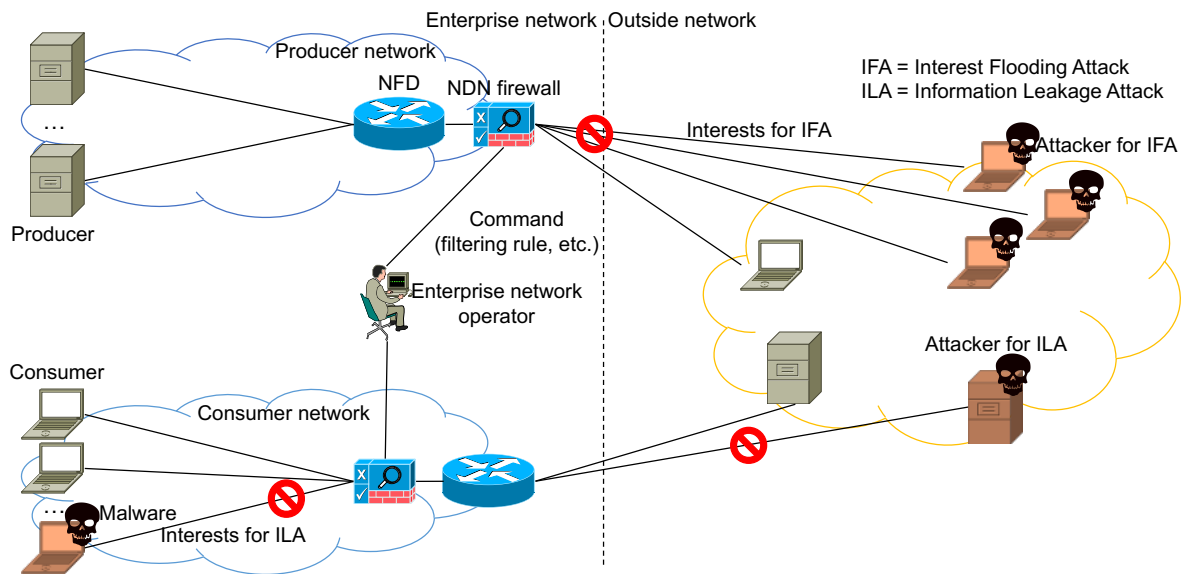 Enterprise network
Outside network
Producer network
NFD
NDN firewall
IFA = Interest Flooding Attack
ILA = Information Leakage Attack
...
Interests for IFA
Attacker for IFA
Producer
Command
(filtering rule, etc.)
Enterprise network
operator
Attacker for ILA
Consumer
Consumer network
...
Malware
Interests for ILA